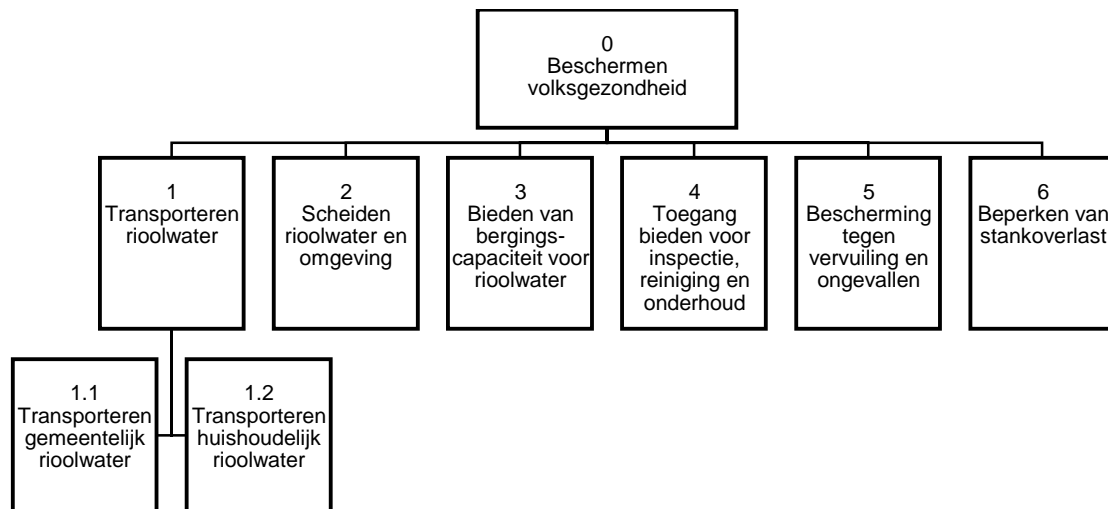 0
Beschermen
volksgezondheid
1
Transporteren
rioolwater
2
Scheiden
rioolwater en
omgeving
3
Bieden van
bergings-
capaciteit voor
rioolwater
4
Toegang
bieden voor
inspectie,
reiniging en
onderhoud
5
Bescherming
tegen
vervuiling en
ongevallen
6
Beperken van
stankoverlast
1.1
Transporteren
gemeentelijk
rioolwater
1.2
Transporteren
huishoudelijk
rioolwater